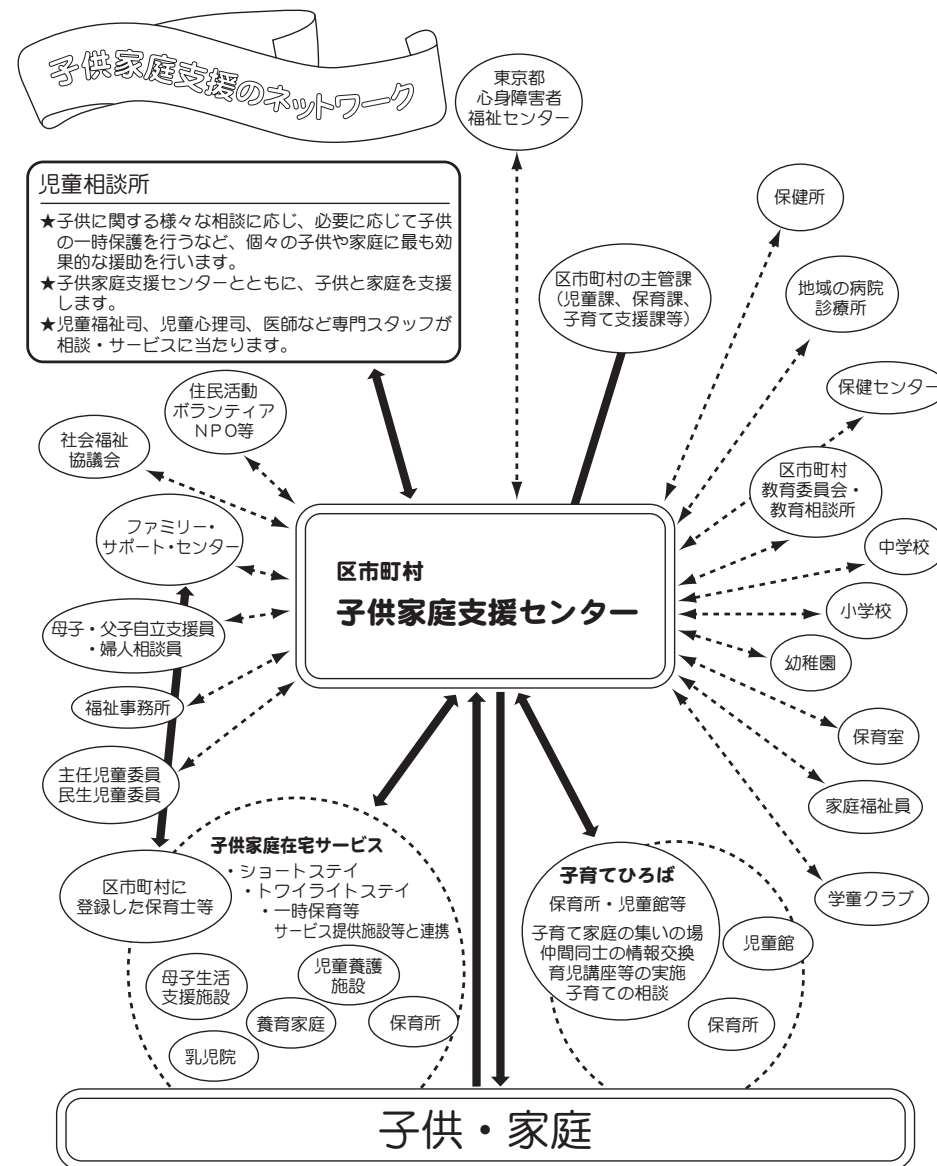 子供家庭支援のネットワーク
東京都
心身障害者
福祉センター
児童相談所
★子供に関する様々な相談に応じ、必要に応じて子供
の一時保護を行うなど、個々の子供や家庭に最も効
果的な援助を行います。
★子供家庭支援センターとともに、子供と家庭を支援
します。
★児童福祉司、児童心理司、医師など専門スタッフが
相談・サービスに当たります。
保健所
区市町村の主管課
（児童課、保育課、
子育て支援課等）
地域の病院
診療所
保健センター
住民活動
ボランティア
ＮＰＯ等
社会福祉
協議会
区市町村
教育委員会・
教育相談所
ファミリー・
サポート・センター
中学校
区市町村
子供家庭支援センター
小学校
母子・父子自立支援員
・婦人相談員
幼稚園
福祉事務所
保育室
主任児童委員
民生児童委員
家庭福祉員
学童クラブ
区市町村に
登録した保育士等
子供家庭在宅サービス
・ショートステイ
・トワイライトステイ
・一時保育等
サービス提供施設等と連携
母子生活
支援施設
児童養護
施設
養育家庭
保育所
乳児院
子育てひろば
保育所・児童館等
子育て家庭の集いの場
仲間同士の情報交換
育児講座等の実施
子育ての相談
児童館
保育所
子供・家庭